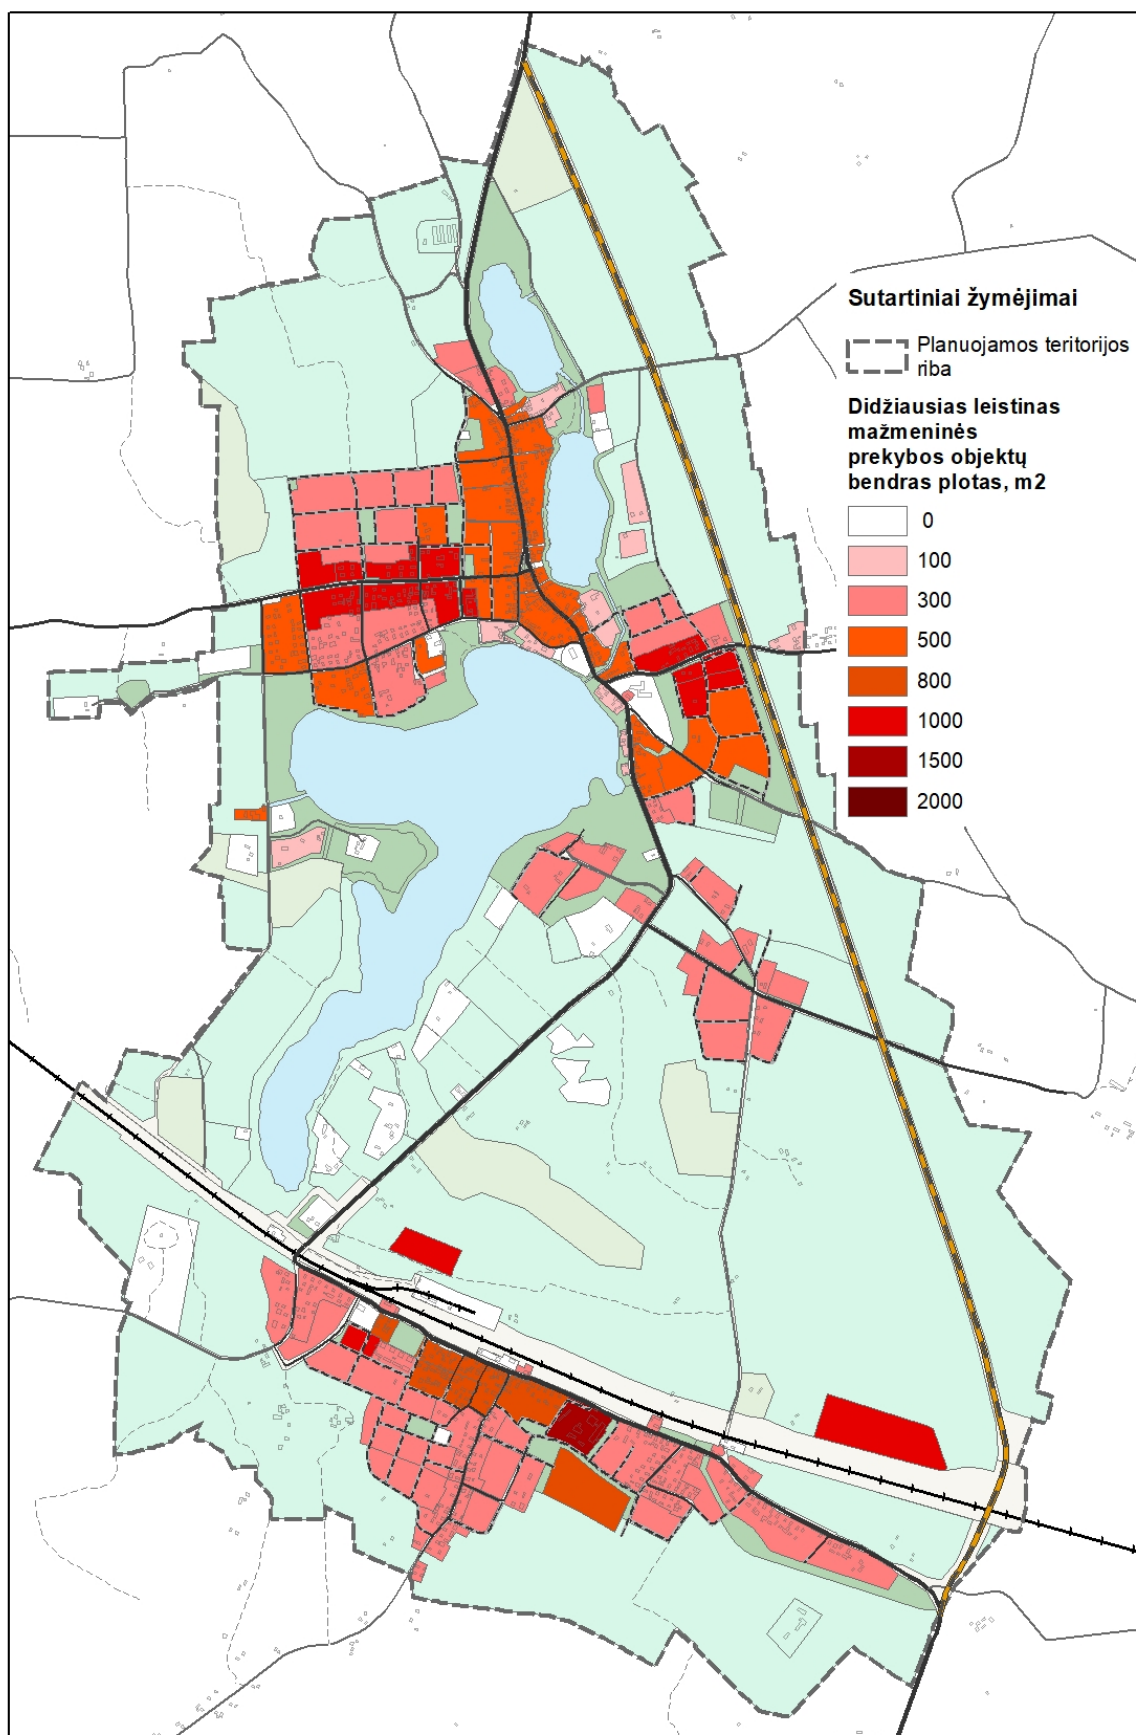 Sutartiniai žymėjimai
Planuojamos teritorijos
riba
Didžiausias leistinas
mažmeninės
prekybos objektų
bendras plotas, m2
0
100
300
500
800
1000
1500
2000